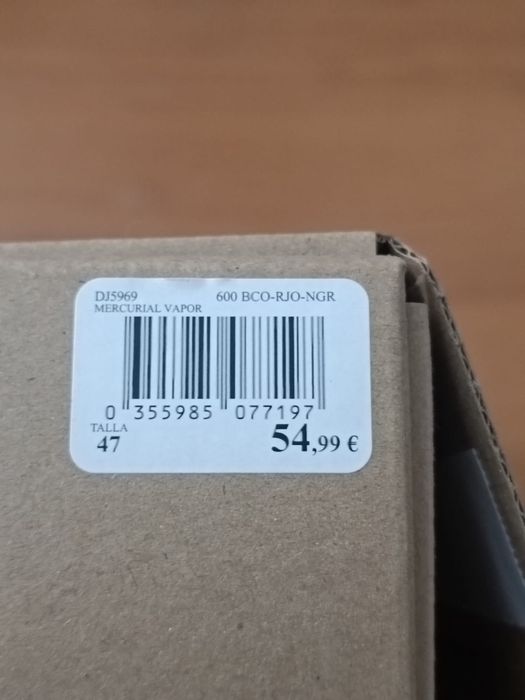 DJ5969 600 BCO-RJO-NGR
MERCURIAL VAPOR
0 355985 077197
TALLA
47 54,99 €